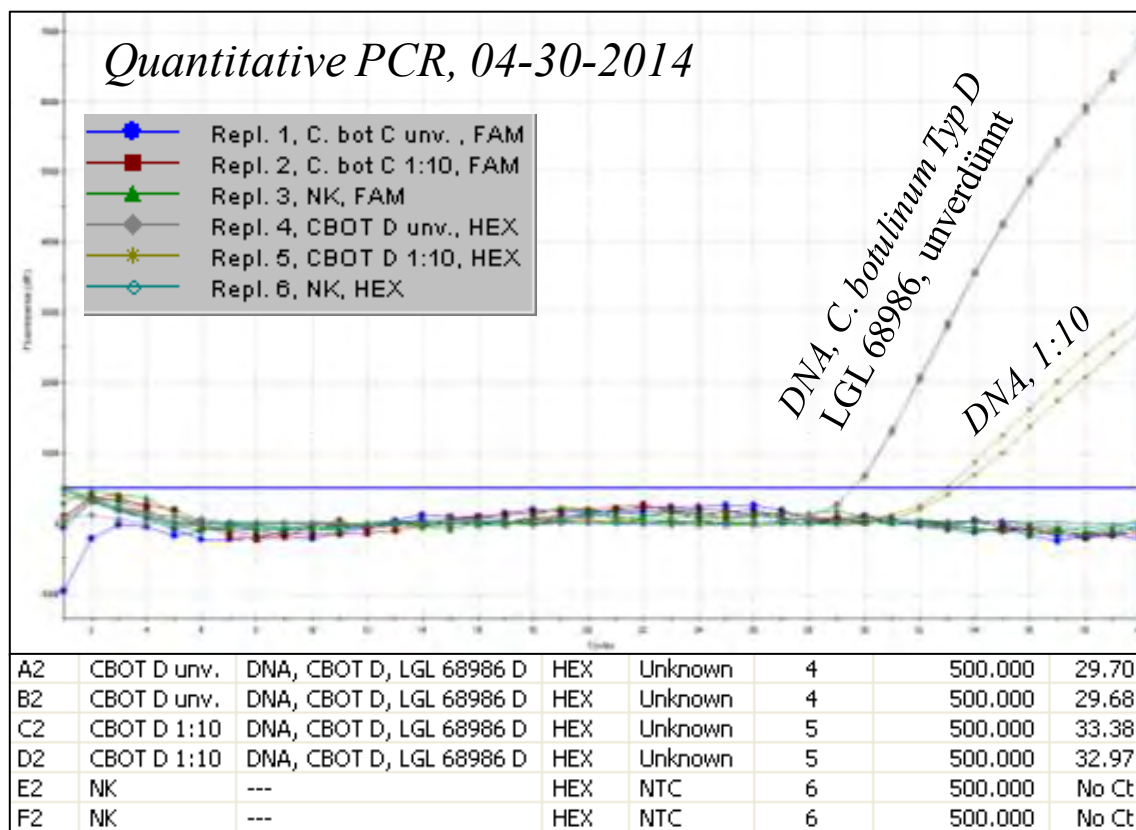 Quantitative PCR, 04-30-2014
Repl. 1, C. bot C unv. , FAM
Repl. 2, C. bot C 1:10, FAM
Repl. 3, NK, FAM
Repl. 4, CBOT D unv., HEX
Repl. 5, CBOT D 1:10, HEX
Repl. 6, NK, HEX
DNA, C. botulinum Typ D
LGL 68986, unverdünnt
DNA, 1:10
A2 CBOT D unv. DNA, CBOT D, LGL 68986 D HEX Unknown 4 500.000 29.70
B2 CBOT D unv. DNA, CBOT D, LGL 68986 D HEX Unknown 4 500.000 29.68
C2 CBOT D 1:10 DNA, CBOT D, LGL 68986 D HEX Unknown 5 500.000 33.38
D2 CBOT D 1:10 DNA, CBOT D, LGL 68986 D HEX Unknown 5 500.000 32.97
E2 NK --- HEX NTC 6 500.000 No Ct
F2 NK --- HEX NTC 6 500.000 No Ct